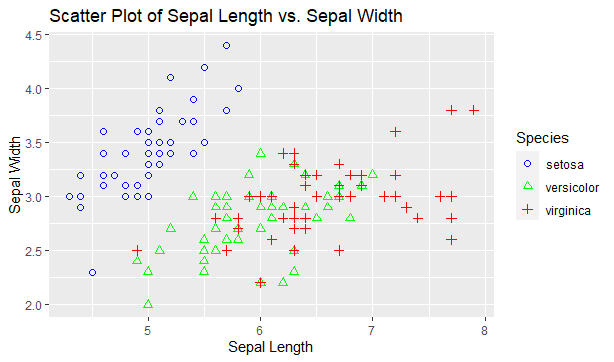 Scatter Plot of Sepal Length vs. Sepal Width
4.5
4.0
3.5
3.0
2.5
2.0
Sepal Width
5
6
7
8
Sepal Length
Species
setosa
versicolor
virginica